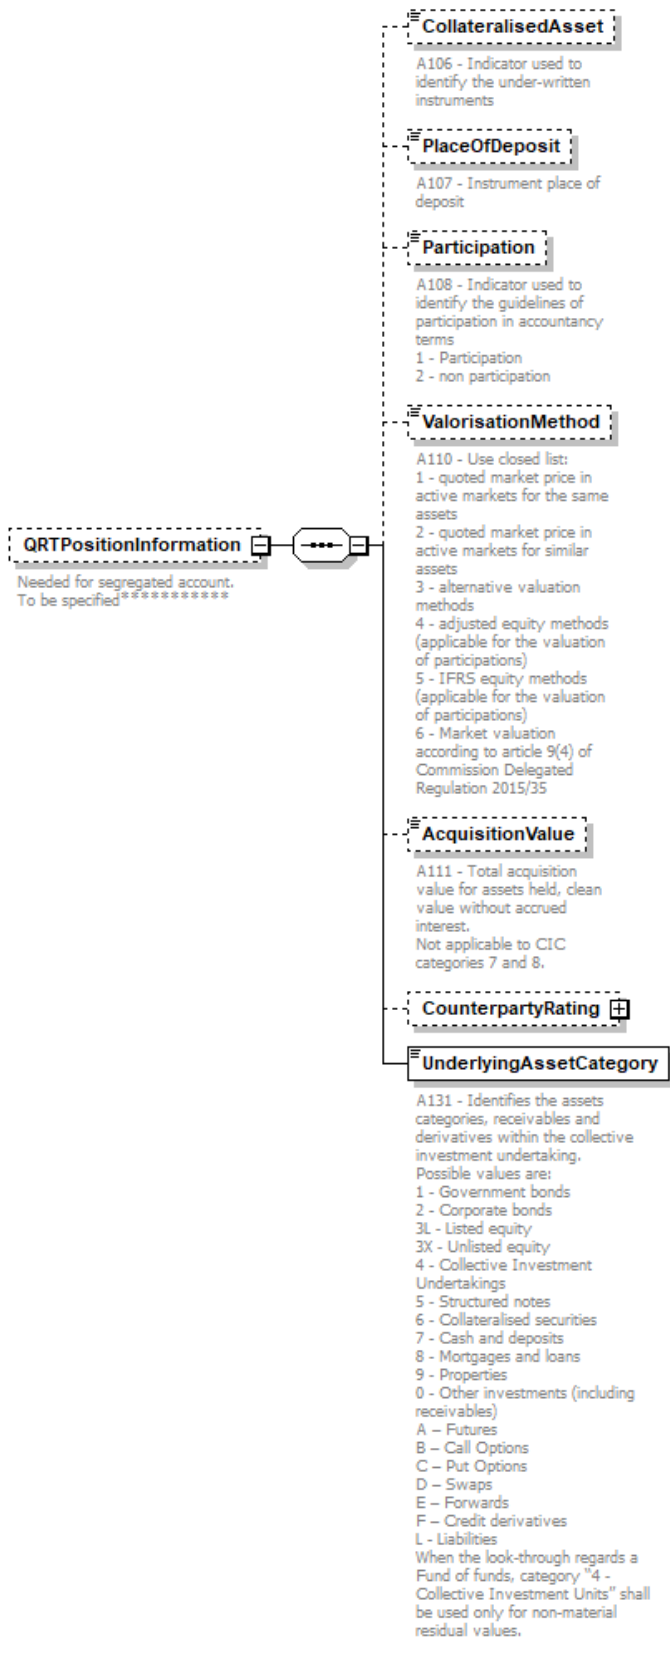 CollateralisedAsset
A106 - Indicator used to
identify the under-written
instruments
PlaceOfDeposit
A107 - Instrument place of
deposit
Participation
A108 - Indicator used to
identify the guidelines of
participation in accountancy
terms
1 - Participation
2 - non participation
ValorisationMethod
A110 - Use closed list:
1 - quoted market price in
active markets for the same
assets
2 - quoted market price in
active markets for similar
assets
3 - alternative valuation
methods
4 - adjusted equity methods
(applicable for the valuation
of participations)
5 - IFRS equity methods
(applicable for the valuation
of participations)
6 - Market valuation
according to article 9(4) of
Commission Delegated
Regulation 2015/35
QRTPositionInformation
Needed for segregated account.
To be specified***********
AcquisitionValue
A111 - Total acquisition
value for assets held, clean
value without accrued
interest.
Not applicable to CIC
categories 7 and 8.
CounterpartyRating
UnderlyingAssetCategory
A131 - Identifies the assets
categories, receivables and
derivatives within the collective
investment undertaking.
Possible values are:
1 - Government bonds
2 - Corporate bonds
3L - Listed equity
3X - Unlisted equity
4 - Collective Investment
Undertakings
5 - Structured notes
6 - Collateralised securities
7 - Cash and deposits
8 - Mortgages and loans
9 - Properties
0 - Other investments (including
receivables)
A – Futures
B – Call Options
C – Put Options
D – Swaps
E – Forwards
F – Credit derivatives
L - Liabilities
When the look-through regards a
Fund of funds, category “4 -
Collective Investment Units” shall
be used only for non-material
residual values.